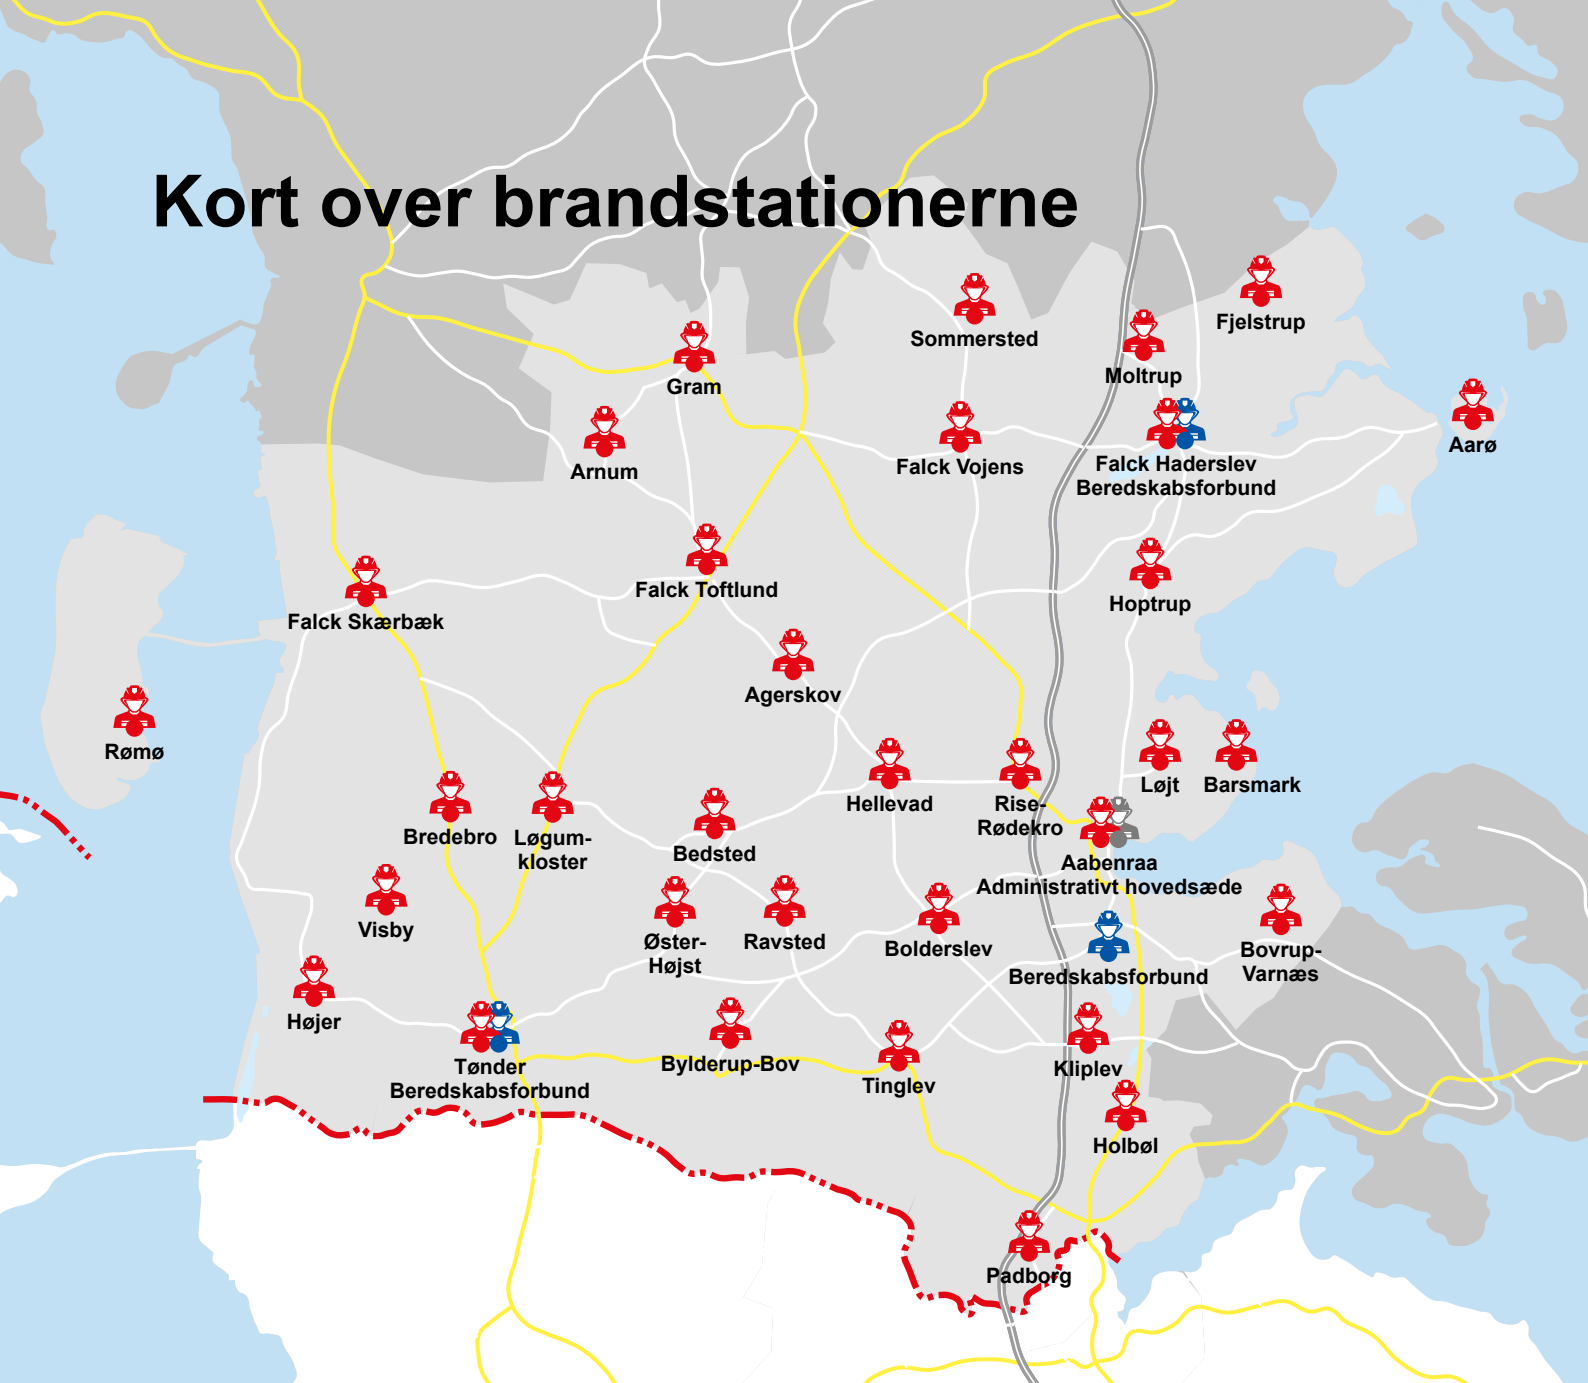 Kort over brandstationerne
Fjelstrup
Sommersted
Moltrup
Gram
Aarø
Arnum
Falck Vojens
Falck Haderslev
Beredskabsforbund
Falck Toftlund
Hoptrup
Falck Skærbæk
Agerskov
Rømø
Løjt
Barsmark
Hellevad
Rise-
Rødekro
Bredebro
Løgum-
kloster
Bedsted
Aabenraa
Administrativt hovedsæde
Visby
Øster-
Højst
Ravsted
Bolderslev
Bovrup-
Varnæs
Beredskabsforbund
Højer
Tønder
Beredskabsforbund
Bylderup-Bov
Tinglev
Kliplev
Holbøl
Padborg